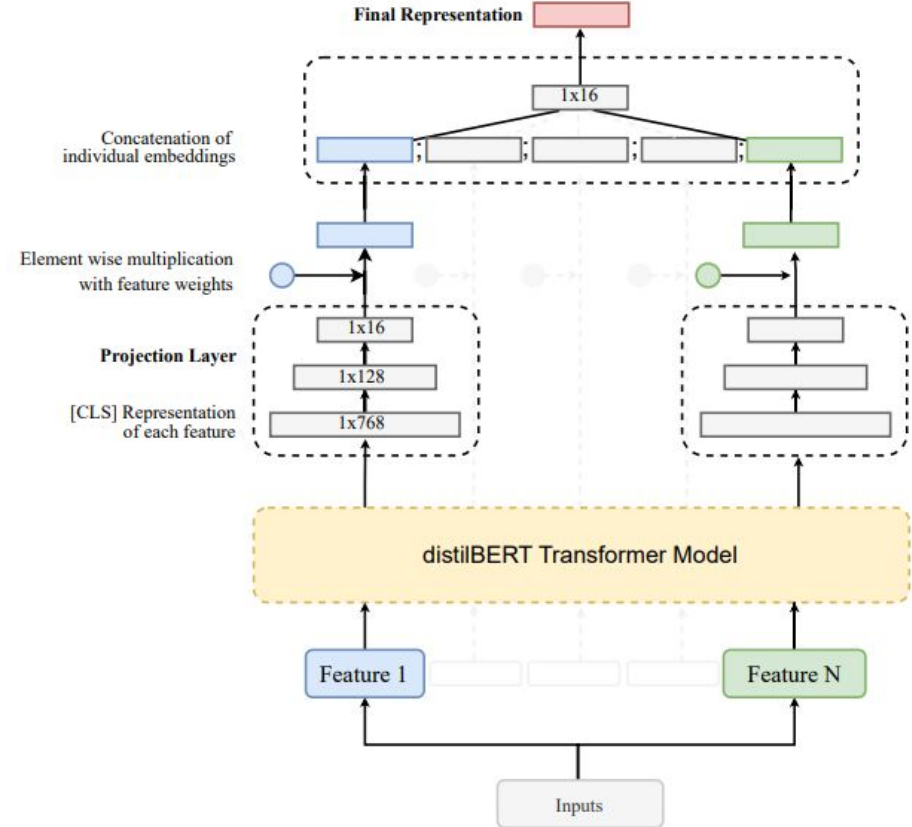 Final Representation
1x16
Concatenation of
individual embeddings
; ; ; ;
Element wise multiplication
with feature weights
1x16
Projection Layer
1x128
[CLS] Representation
of each feature
1x768
distilBERT Transformer Model
Feature 1
Feature N
Inputs